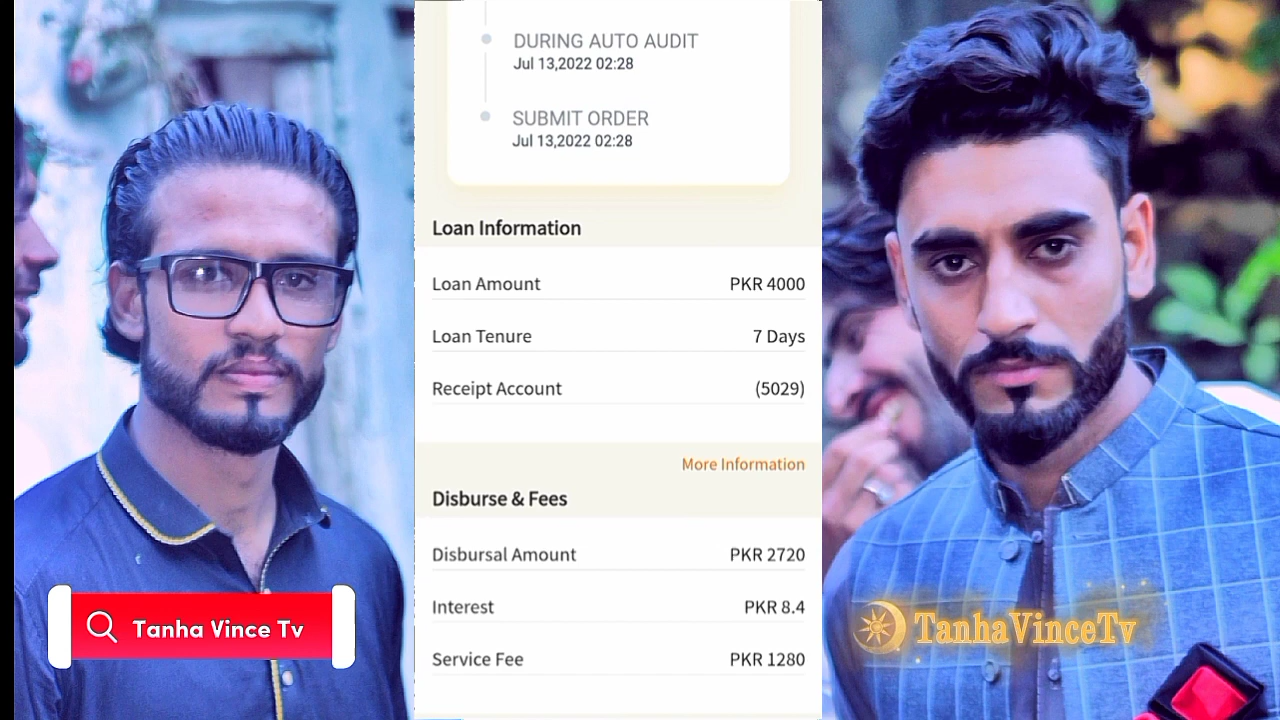 DURING AUTO AUDIT
Jul 13,2022 02:28
SUBMIT ORDER
Jul 13,2022 02:28
Loan Information
Loan Amount PKR 4000
Loan Tenure 7 Days
Receipt Account (5029)
More Information
Disburse & Fees
Disbursal Amount PKR 2720
Interest PKR 8.4
Service Fee PKR 1280
Tanha Vince Tv
TanhaVinceTv